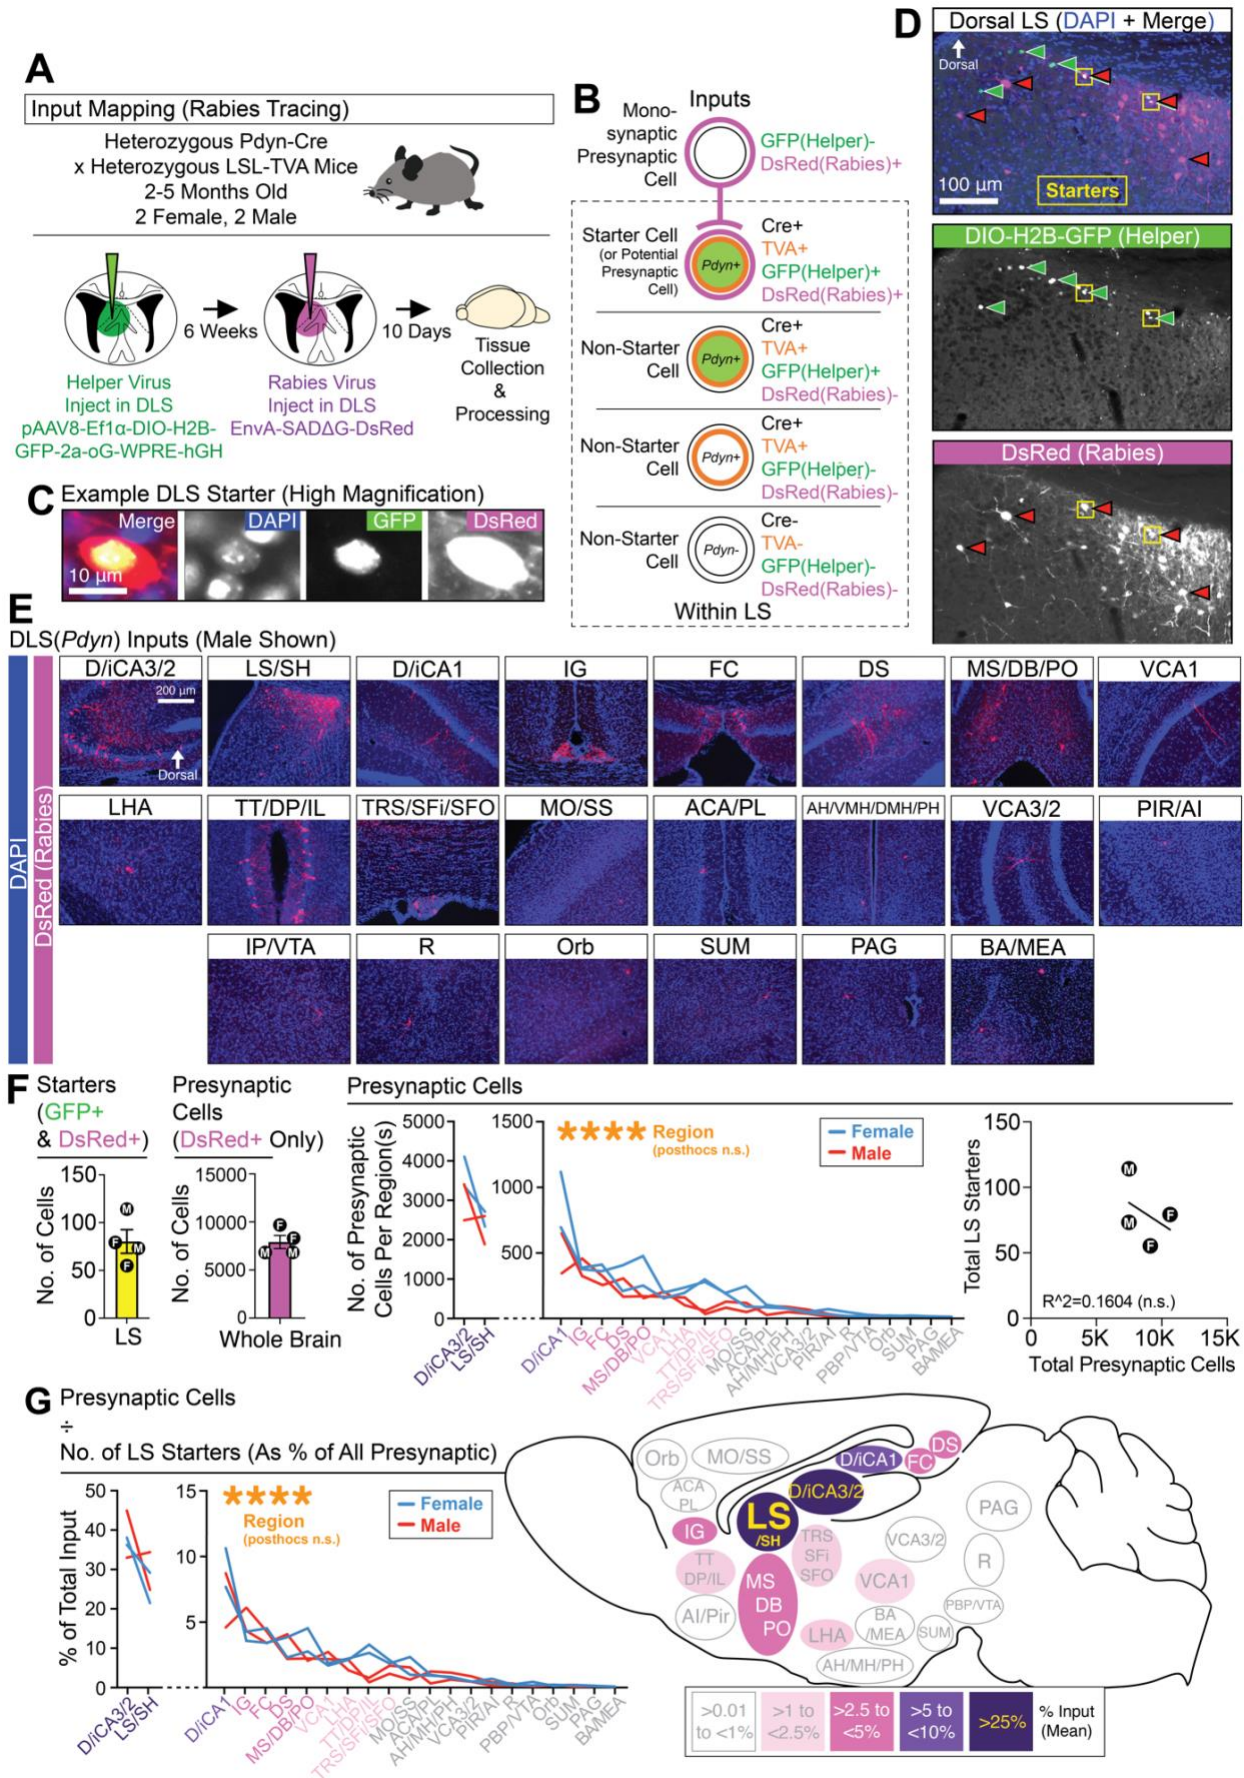 A
Input Mapping (Rabies Tracing)
Heterozygous Pdyn-Cre
x Heterozygous LSL-TVA Mice
2-5 Months Old
2 Female, 2 Male
6 Weeks
10 Days
Helper Virus
Inject in DLS
pAAV8-Ef1α-DIO-H2B-
GFP-2a-oG-WPRE-hGH
Rabies Virus
Inject in DLS
EnvA-SADΔG-DsRed
Tissue
Collection
&
Processing
B
Inputs
Mono-
synaptic
Presynaptic
Cell
GFP(Helper)-
DsRed(Rabies)+
Starter Cell
(or Potential
Presynaptic
Cell)
Pdyn+
Cre+
TVA+
GFP(Helper)+
DsRed(Rabies)+
Non-Starter
Cell
Pdyn+
Cre+
TVA+
GFP(Helper)+
DsRed(Rabies)-
Non-Starter
Cell
Pdyn+
Cre+
TVA+
GFP(Helper)-
DsRed(Rabies)-
Non-Starter
Cell
Pdyn-
Cre-
TVA-
GFP(Helper)-
DsRed(Rabies)-
Within LS
C
Example DLS Starter (High Magnification)
Merge
DAPI
GFP
DsRed
10 µm
D
Dorsal LS (DAPI + Merge)
Dorsal
100 µm
Starters
DIO-H2B-GFP (Helper)
DsRed (Rabies)
E
DLS(Pdyn) Inputs (Male Shown)
DAPI
DsRed (Rabies)
D/iCA3/2
LS/SH
D/iCA1
IG
FC
DS
MS/DB/PO
VCA1
200 µm
Dorsal
LHA
TT/DP/IL
TRS/SFi/SFO
MO/SS
ACA/PL
AH/VMH/DMH/PH
VCA3/2
PIR/AI
IP/VTA
R
Orb
SUM
PAG
BA/MEA
F
Starters
(GFP+
& DsRed+)
No. of Cells
150
100
50
0
M
F
M
F
LS
Presynaptic
Cells
(DsRed+ Only)
No. of Cells
15000
10000
5000
0
F
F
M
M
Whole Brain
Presynaptic Cells
No. of Presynaptic
Cells Per Region(s)
5000
4000
3000
2000
1000
0
D/iCA3/2
LS/SH
1500
1000
500
**** Region
(posthocs n.s.)
Female
Male
D/iCA1
IG
FC
DS
MS/DB/PO
VCA1
LHA
TT/DP/IL
TRS/SFi/SFO
MO/SS
ACA/PL
AH/MH/PH
VCA3/2
PIR/AI
R
PBP/VTA
Orb
SUM
PAG
BA/MEA
Total LS Starters
150
100
50
0
M
M
F
F
R^2=0.1604 (n.s.)
0
5K
10K
15K
Total Presynaptic Cells
G
Presynaptic Cells
÷
No. of LS Starters (As % of All Presynaptic)
% of Total Input
50
40
30
20
10
0
D/iCA3/2
LS/SH
15
10
5
****
Region
(posthocs n.s.)
Female
Male
D/iCA1
IG
FC
DS
MS/DB/PO
VCA1
LHA
TT/DP/IL
TRS/SFi/SFO
MO/SS
ACA/PL
AH/MH/PH
VCA3/2
PIR/AI
R
PBP/VTA
Orb
SUM
PAG
BA/MEA
Orb
MO/SS
D/iCA1
FC
DS
ACA
PL
D/iCA3/2
PAG
IG
LS
/SH
TRS
SFi
SFO
VCA3/2
R
TT
DP/IL
MS
DB
PO
VCA1
AI/Pir
LHA
BA
/MEA
SUM
PBP/VTA
AH/MH/PH
>0.01
to <1%
>1 to
<2.5%
>2.5 to
<5%
>5 to
<10%
>25%
% Input
(Mean)